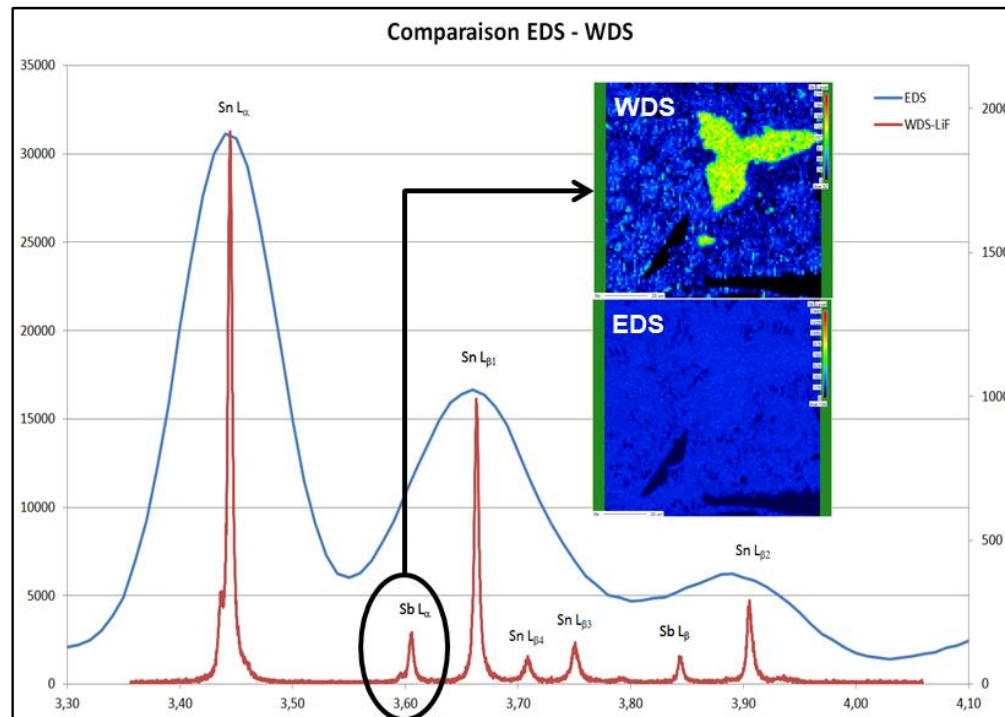 Comparaison EDS - WDS
35000
30000
25000
20000
15000
10000
5000
0
2000
1500
1000
500
0
3,30
3,40
3,50
3,60
3,70
3,80
3,90
4,00
4,10
EDS
WDS-LiF
Sn Lα
Sn Lβ1
Sb Lα
Sn Lβ4
Sn Lβ3
Sb Lβ
Sn Lβ2
WDS
EDS